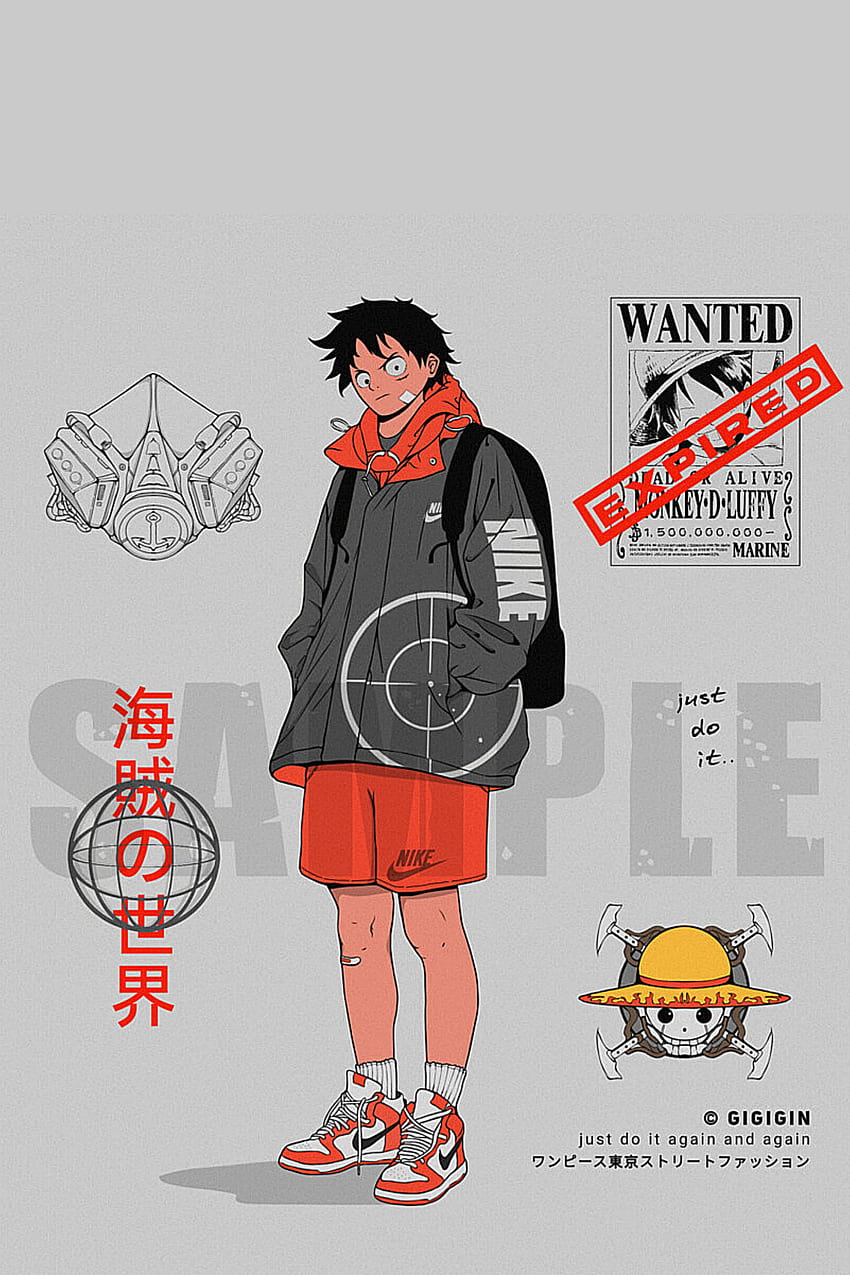 WANTED
EXPIRED
DEAD OR ALIVE
MONKEY·D·LUFFY
1,500,000,000-
MARINE
NIKE
NIKE
SAMPLE
just
do
it..
海賊の世界
NIKE
© GIGIGIN
just do it again and again
ワンピース東京ストリートファッション